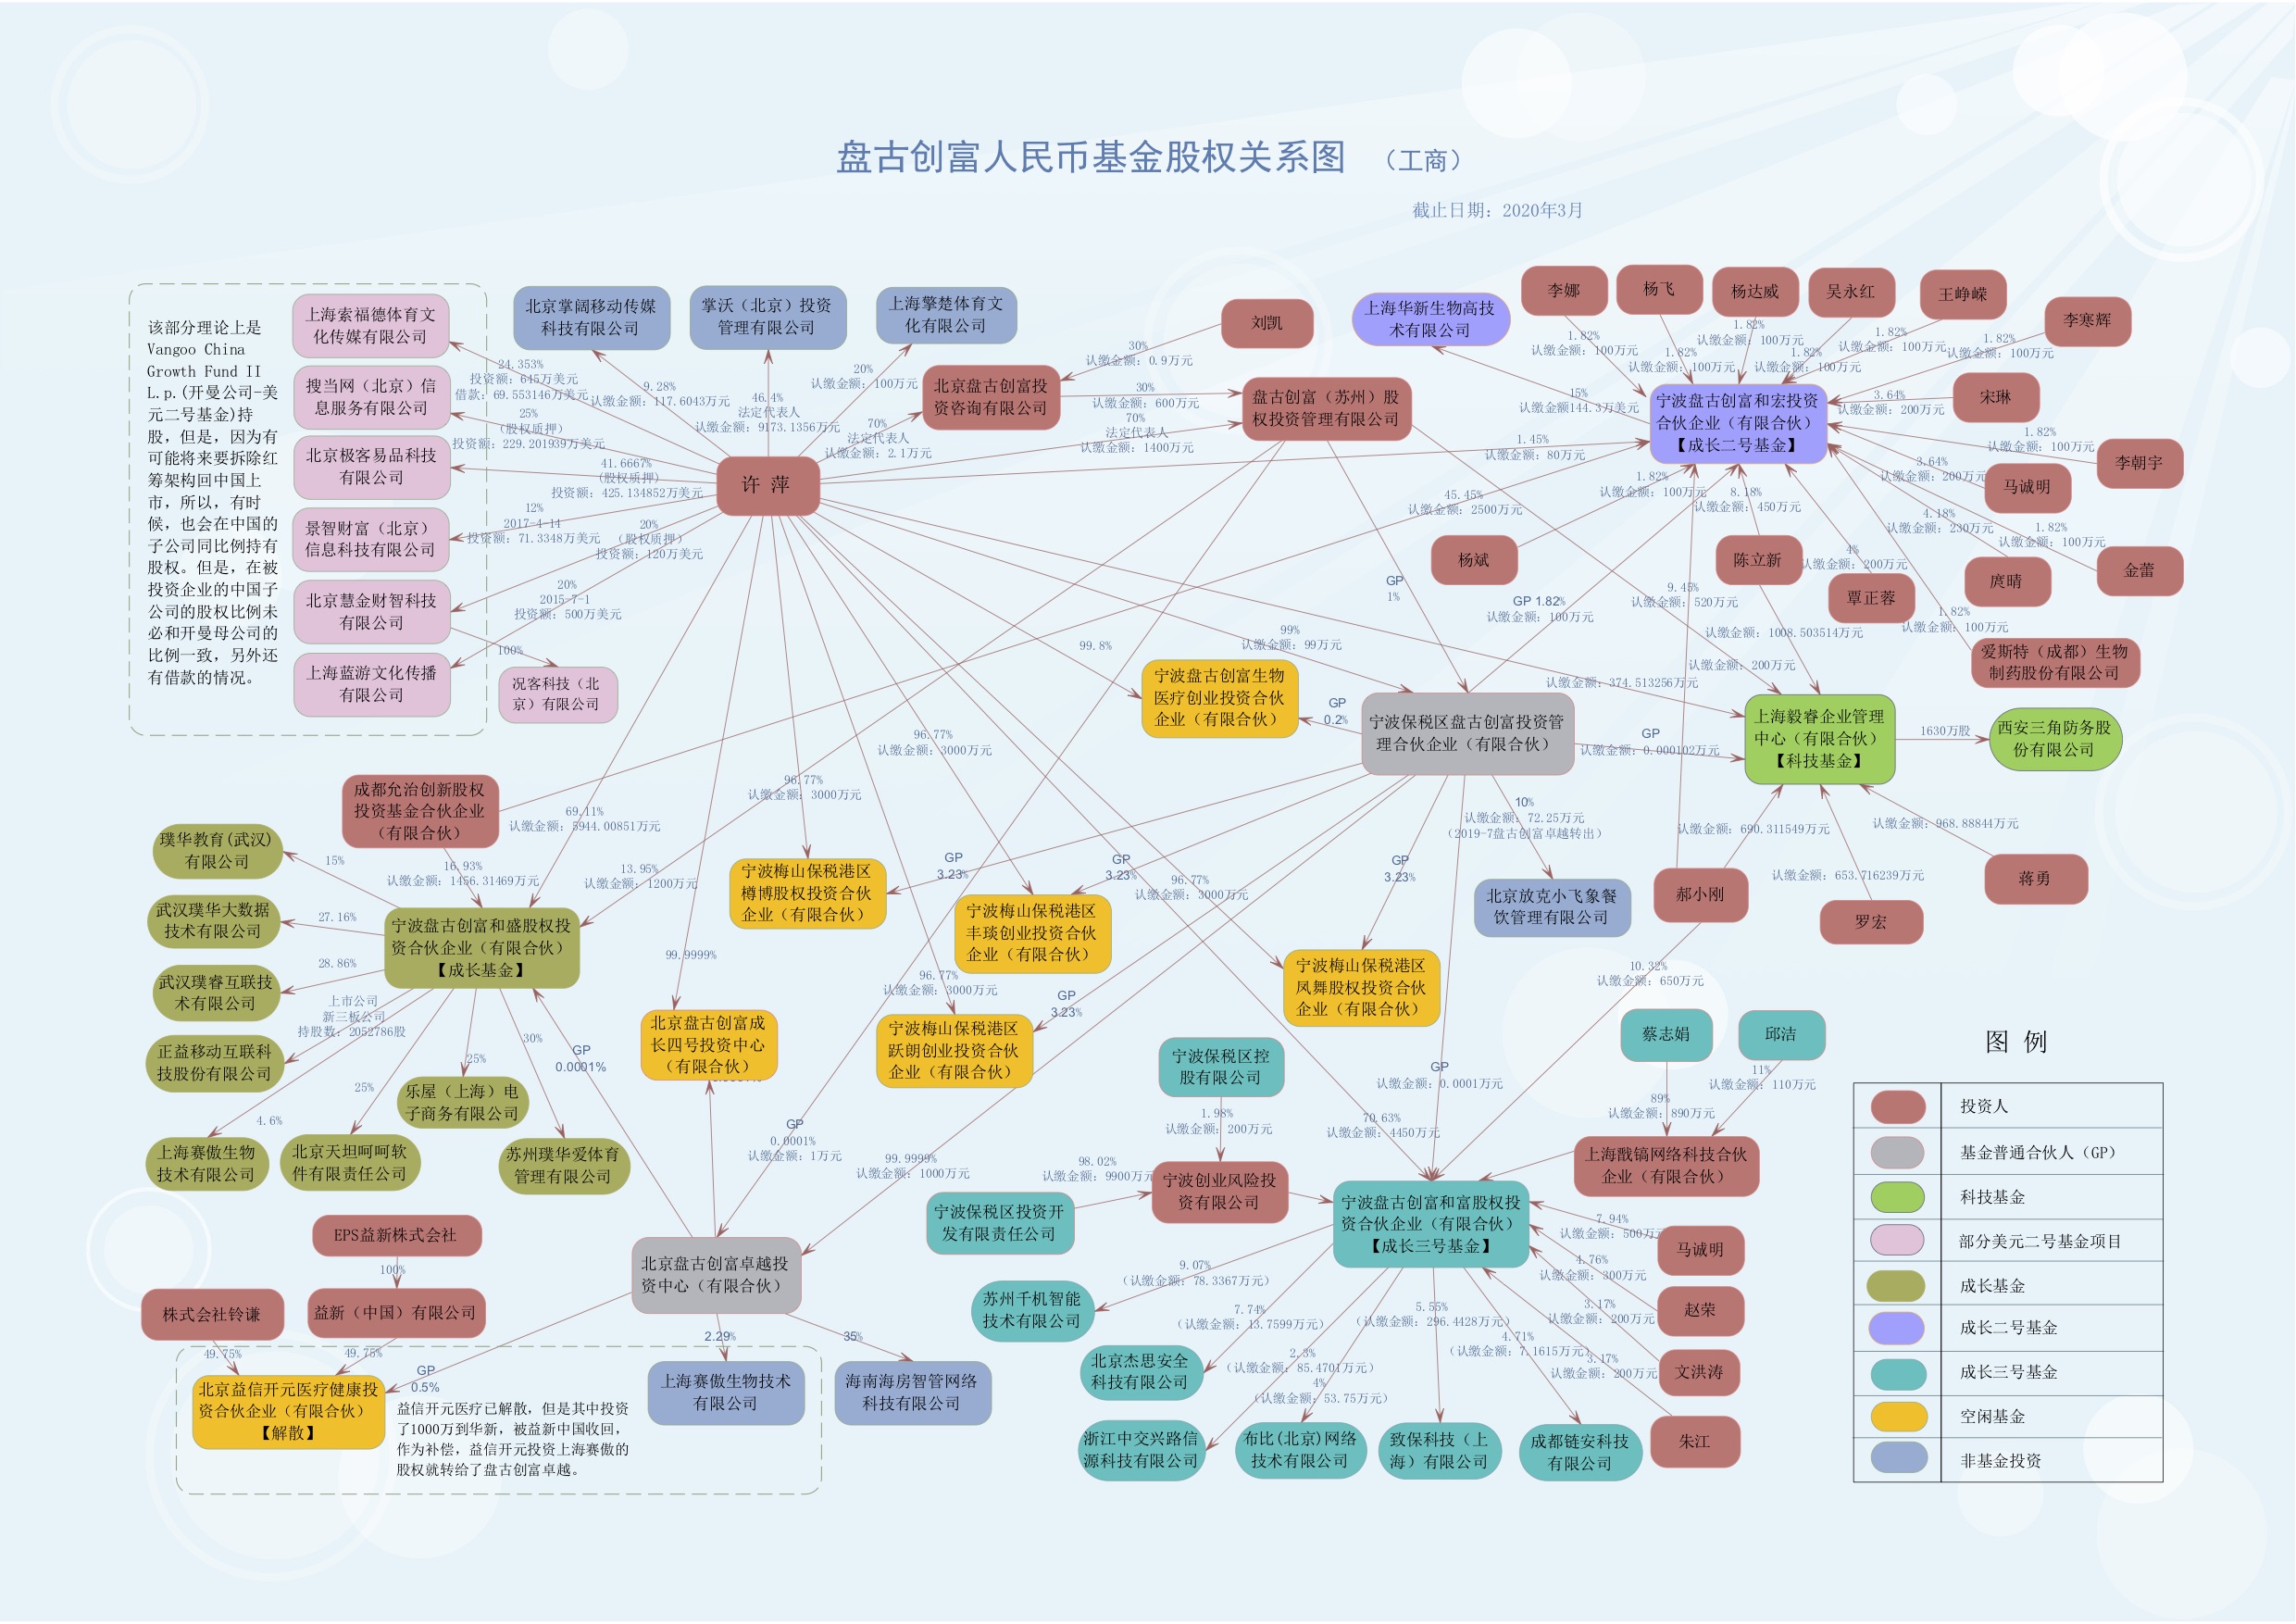 盘古创富人民币基金股权关系图 （工商）
截止日期：2020年3月
该部分理论上是
Vangoo China
Growth Fund II
L.p.(开曼公司-美
元二号基金)持
股，但是，因为有
可能将来要拆除红
筹架构回中国上
市，所以，有时
候，也会在中国的
子公司同比例持有
股权。但是，在被
投资企业的中国子
公司的股权比例未
必和开曼母公司的
比例一致，另外还
有借款的情况。
上海索福德体育文
化传媒有限公司
搜当网（北京）信
息服务有限公司
北京极客易品科技
有限公司
景智财富（北京）
信息科技有限公司
北京慧金财智科技
有限公司
上海蓝游文化传播
有限公司
况客科技（北
京）有限公司
100%
24.353%
投资额：645万美元
借款：69.553146万美元
25%
（股权质押）
投资额：229.201939万美元
41.6667%
(股权质押)
投资额：425.134852万美元
12%
2017-4-14
投资额：71.3348万美元
20%
（股权质押）
投资额：120万美元
20%
2015-7-1
投资额：500万美元
北京掌阔移动传媒
科技有限公司
掌沃（北京）投资
管理有限公司
上海擎楚体育文
化有限公司
9.28%
认缴金额：117.6043万元
46.4%
法定代表人
认缴金额：9173.1356万元
20%
认缴金额：100万元
70%
法定代表人
认缴金额：2.1万元
许 萍
北京盘古创富投
资咨询有限公司
刘凯
30%
认缴金额：0.9万元
30%
认缴金额：600万元
70%
法定代表人
认缴金额：1400万元
盘古创富（苏州）股
权投资管理有限公司
上海华新生物高技
术有限公司
15%
认缴金额144.3万美元
李娜
杨飞
杨达威
吴永红
王峥嵘
李寒辉
宋琳
李朝宇
马诚明
金蕾
庹晴
覃正蓉
陈立新
杨斌
爱斯特（成都）生物
制药股份有限公司
1.82%
认缴金额：100万元
1.82%
认缴金额：100万元
1.82%
认缴金额：100万元
1.82%
认缴金额：100万元
1.82%
认缴金额：100万元
1.82%
认缴金额：100万元
3.64%
认缴金额：200万元
1.82%
认缴金额：100万元
3.64%
认缴金额：200万元
4.18%
认缴金额：230万元
1.82%
认缴金额：100万元
4%
认缴金额：200万元
1.82%
认缴金额：100万元
8.18%
认缴金额：450万元
1.82%
认缴金额：100万元
1.45%
认缴金额：80万元
45.45%
认缴金额：2500万元
GP 1.82%
认缴金额：100万元
宁波盘古创富和宏投资
合伙企业（有限合伙）
【成长二号基金】
GP
1%
99%
认缴金额：99万元
99.8%
9.45%
认缴金额：520万元
认缴金额：1008.503514万元
认缴金额：200万元
认缴金额：374.513256万元
宁波盘古创富生物
医疗创业投资合伙
企业（有限合伙）
GP
0.2%
宁波保税区盘古创富投资管
理合伙企业（有限合伙）
GP
认缴金额：0.000102万元
上海毅睿企业管理
中心（有限合伙）
【科技基金】
1630万股
西安三角防务股
份有限公司
认缴金额：690.311549万元
认缴金额：968.88844万元
认缴金额：653.716239万元
郝小刚
罗宏
蒋勇
10%
认缴金额：72.25万元
（2019-7盘古创富卓越转出）
北京放克小飞象餐
饮管理有限公司
96.77%
认缴金额：3000万元
96.77%
认缴金额：3000万元
96.77%
认缴金额：3000万元
96.77%
认缴金额：3000万元
GP
3.23%
GP
3.23%
GP
3.23%
GP
3.23%
宁波梅山保税港区
樽博股权投资合伙
企业（有限合伙）
宁波梅山保税港区
丰琰创业投资合伙
企业（有限合伙）
宁波梅山保税港区
跃朗创业投资合伙
企业（有限合伙）
宁波梅山保税港区
凤舞股权投资合伙
企业（有限合伙）
99.9999%
北京盘古创富成
长四号投资中心
（有限合伙）
成都允治创新股权
投资基金合伙企业
（有限合伙）
69.11%
认缴金额：5944.00851万元
16.93%
认缴金额：1456.31469万元
13.95%
认缴金额：1200万元
宁波盘古创富和盛股权投
资合伙企业（有限合伙）
【成长基金】
璞华教育(武汉)
有限公司
15%
武汉璞华大数据
技术有限公司
27.16%
武汉璞睿互联技
术有限公司
28.86%
正益移动互联科
技股份有限公司
上市公司
新三板公司
持股数：2052786股
上海赛傲生物
技术有限公司
4.6%
北京天坦呵呵软
件有限责任公司
25%
乐屋（上海）电
子商务有限公司
25%
苏州璞华爱体育
管理有限公司
30%
GP
0.0001%
GP
0.0001%
认缴金额：1万元
99.9999%
认缴金额：1000万元
北京盘古创富卓越投
资中心（有限合伙）
EPS益新株式会社
100%
益新（中国）有限公司
株式会社铃谦
49.75%
49.75%
GP
0.5%
北京益信开元医疗健康投
资合伙企业（有限合伙）
【解散】
益信开元医疗已解散，但是其中投资
了1000万到华新，被益新中国收回，
作为补偿，益信开元投资上海赛傲的
股权就转给了盘古创富卓越。
2.29%
上海赛傲生物技术
有限公司
35%
海南海房智管网络
科技有限公司
宁波保税区控
股有限公司
1.98%
认缴金额：200万元
98.02%
认缴金额：9900万元
宁波保税区投资开
发有限责任公司
宁波创业风险投
资有限公司
GP
认缴金额：0.0001万元
70.63%
认缴金额：4450万元
10.32%
认缴金额：650万元
蔡志娟
邱洁
89%
认缴金额：890万元
11%
认缴金额：110万元
上海戬镐网络科技合伙
企业（有限合伙）
宁波盘古创富和富股权投
资合伙企业（有限合伙）
【成长三号基金】
7.94%
认缴金额：500万元
马诚明
4.76%
认缴金额：300万元
赵荣
3.17%
认缴金额：200万元
文洪涛
3.17%
认缴金额：200万元
朱江
9.07%
（认缴金额：78.3367万元）
苏州千机智能
技术有限公司
7.74%
（认缴金额：13.7599万元）
北京杰思安全
科技有限公司
2.3%
（认缴金额：85.4701万元）
浙江中交兴路信
源科技有限公司
4%
（认缴金额：53.75万元）
布比(北京)网络
技术有限公司
5.55%
（认缴金额：296.4428万元）
致保科技（上
海）有限公司
4.71%
（认缴金额：7.1615万元）
成都链安科技
有限公司
图 例
投资人
基金普通合伙人（GP）
科技基金
部分美元二号基金项目
成长基金
成长二号基金
成长三号基金
空闲基金
非基金投资